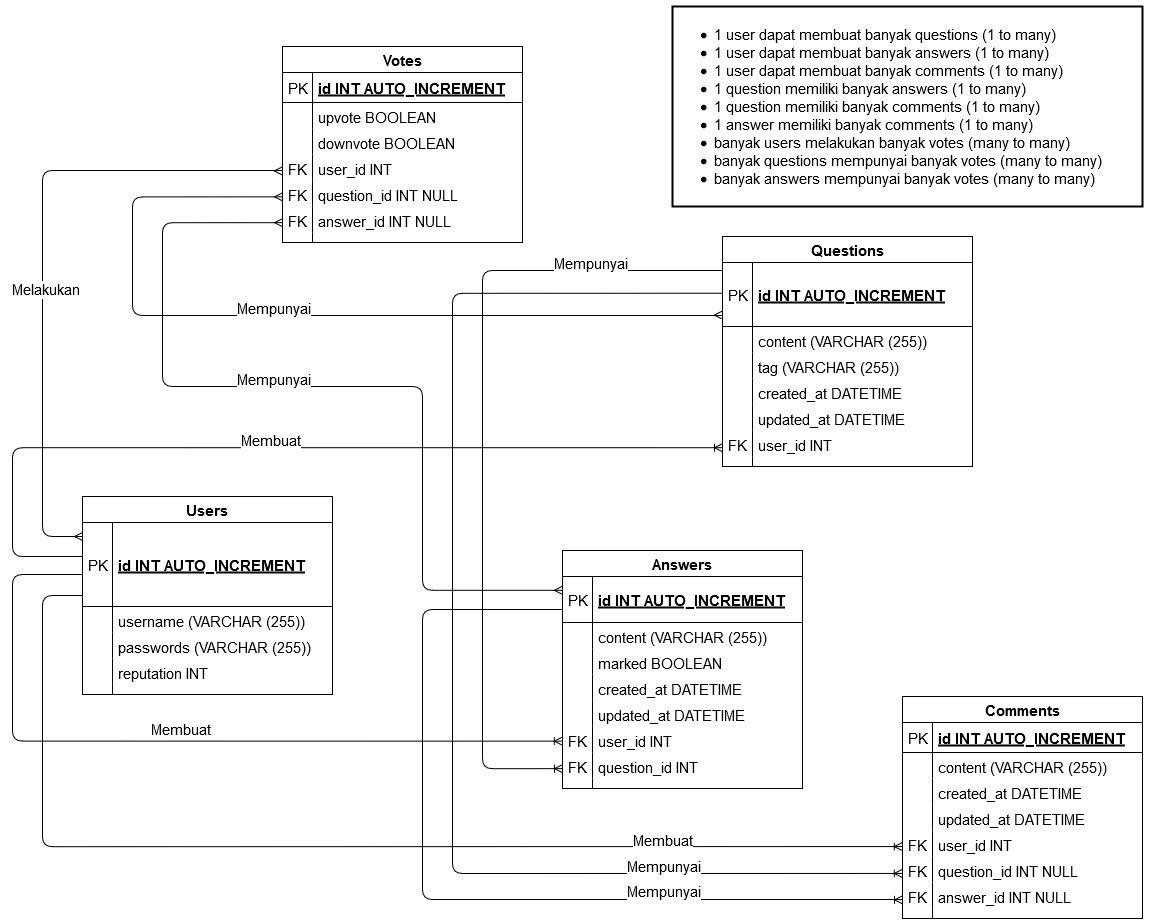 • 1 user dapat membuat banyak questions (1 to many)
• 1 user dapat membuat banyak answers (1 to many)
• 1 user dapat membuat banyak comments (1 to many)
• 1 question memiliki banyak answers (1 to many)
• 1 question memiliki banyak comments (1 to many)
• 1 answer memiliki banyak comments (1 to many)
• banyak users melakukan banyak votes (many to many)
• banyak questions mempunyai banyak votes (many to many)
• banyak answers mempunyai banyak votes (many to many)
Votes
PK id INT AUTO_INCREMENT
upvote BOOLEAN
downvote BOOLEAN
FK user_id INT
FK question_id INT NULL
FK answer_id INT NULL
Melakukan
Mempunyai
Mempunyai
Mempunyai
Membuat
Questions
PK id INT AUTO_INCREMENT
content (VARCHAR (255))
tag (VARCHAR (255))
created_at DATETIME
updated_at DATETIME
FK user_id INT
Users
PK id INT AUTO_INCREMENT
username (VARCHAR (255))
passwords (VARCHAR (255))
reputation INT
Membuat
Answers
PK id INT AUTO_INCREMENT
content (VARCHAR (255))
marked BOOLEAN
created_at DATETIME
updated_at DATETIME
FK user_id INT
FK question_id INT
Membuat
Mempunyai
Mempunyai
Comments
PK id INT AUTO_INCREMENT
content (VARCHAR (255))
created_at DATETIME
updated_at DATETIME
FK user_id INT
FK question_id INT NULL
FK answer_id INT NULL